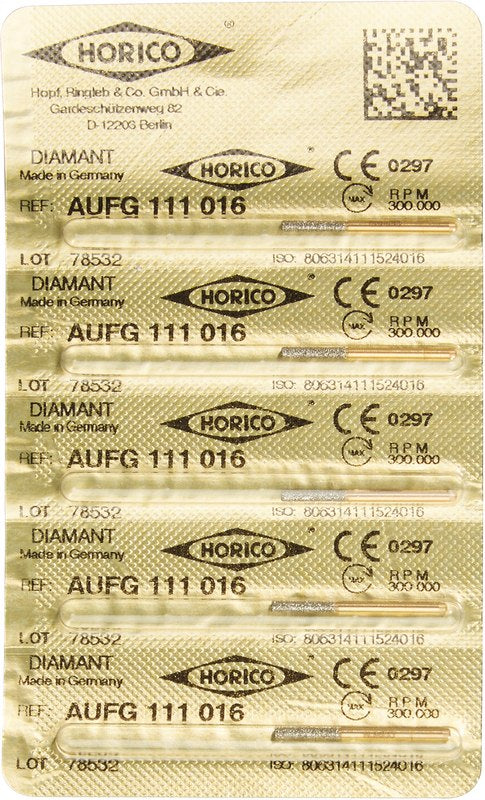 HORICO ®
Hopf, Ringleb & Co. GmbH & Cie.
Gardeschützenweg 82
D-12203 Berlin
DIAMANT
Made in Germany
HORICO ®
CE 0297
REF: AUFG 111 016
MAX RPM
300.000
LOT 78532 ISO: 806314111524016
DIAMANT
Made in Germany
HORICO ®
CE 0297
REF: AUFG 111 016
MAX RPM
300.000
LOT 78532 ISO: 806314111524016
DIAMANT
Made in Germany
HORICO ®
CE 0297
REF: AUFG 111 016
MAX RPM
300.000
LOT 78532 ISO: 806314111524016
DIAMANT
Made in Germany
HORICO ®
CE 0297
REF: AUFG 111 016
MAX RPM
300.000
LOT 78532 ISO: 806314111524016
DIAMANT
Made in Germany
HORICO ®
CE 0297
REF: AUFG 111 016
MAX RPM
300.000
LOT 78532 ISO: 806314111524016